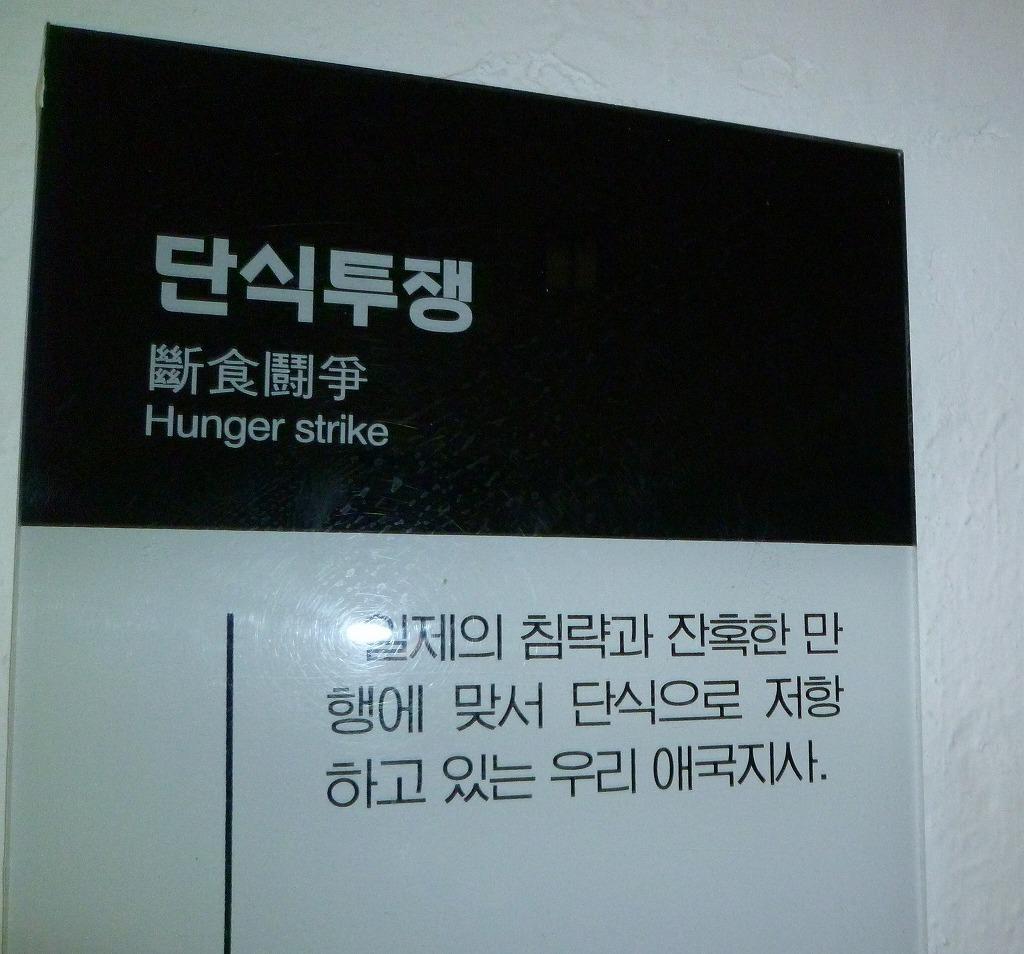 단식투쟁
斷食鬪爭
Hunger strike
일제의 침략과 잔혹한 만
행에 맞서 단식으로 저항
하고 있는 우리 애국지사.